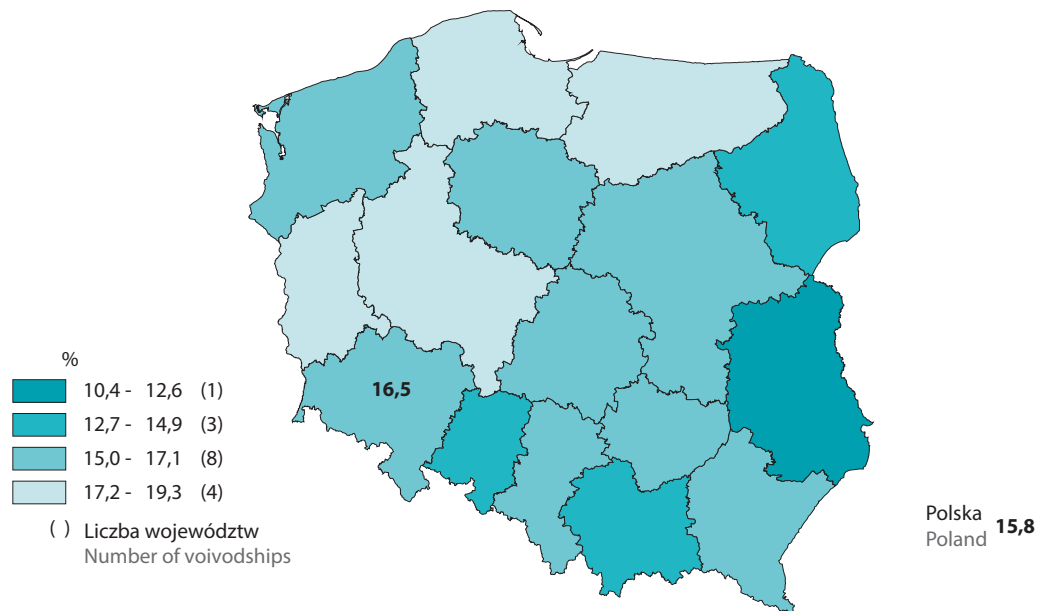 %
10,4 - 12,6 (1)
12,7 - 14,9 (3)
15,0 - 17,1 (8)
17,2 - 19,3 (4)
( ) Liczba województw
Number of voivodships
16,5
Polska
Poland 15,8